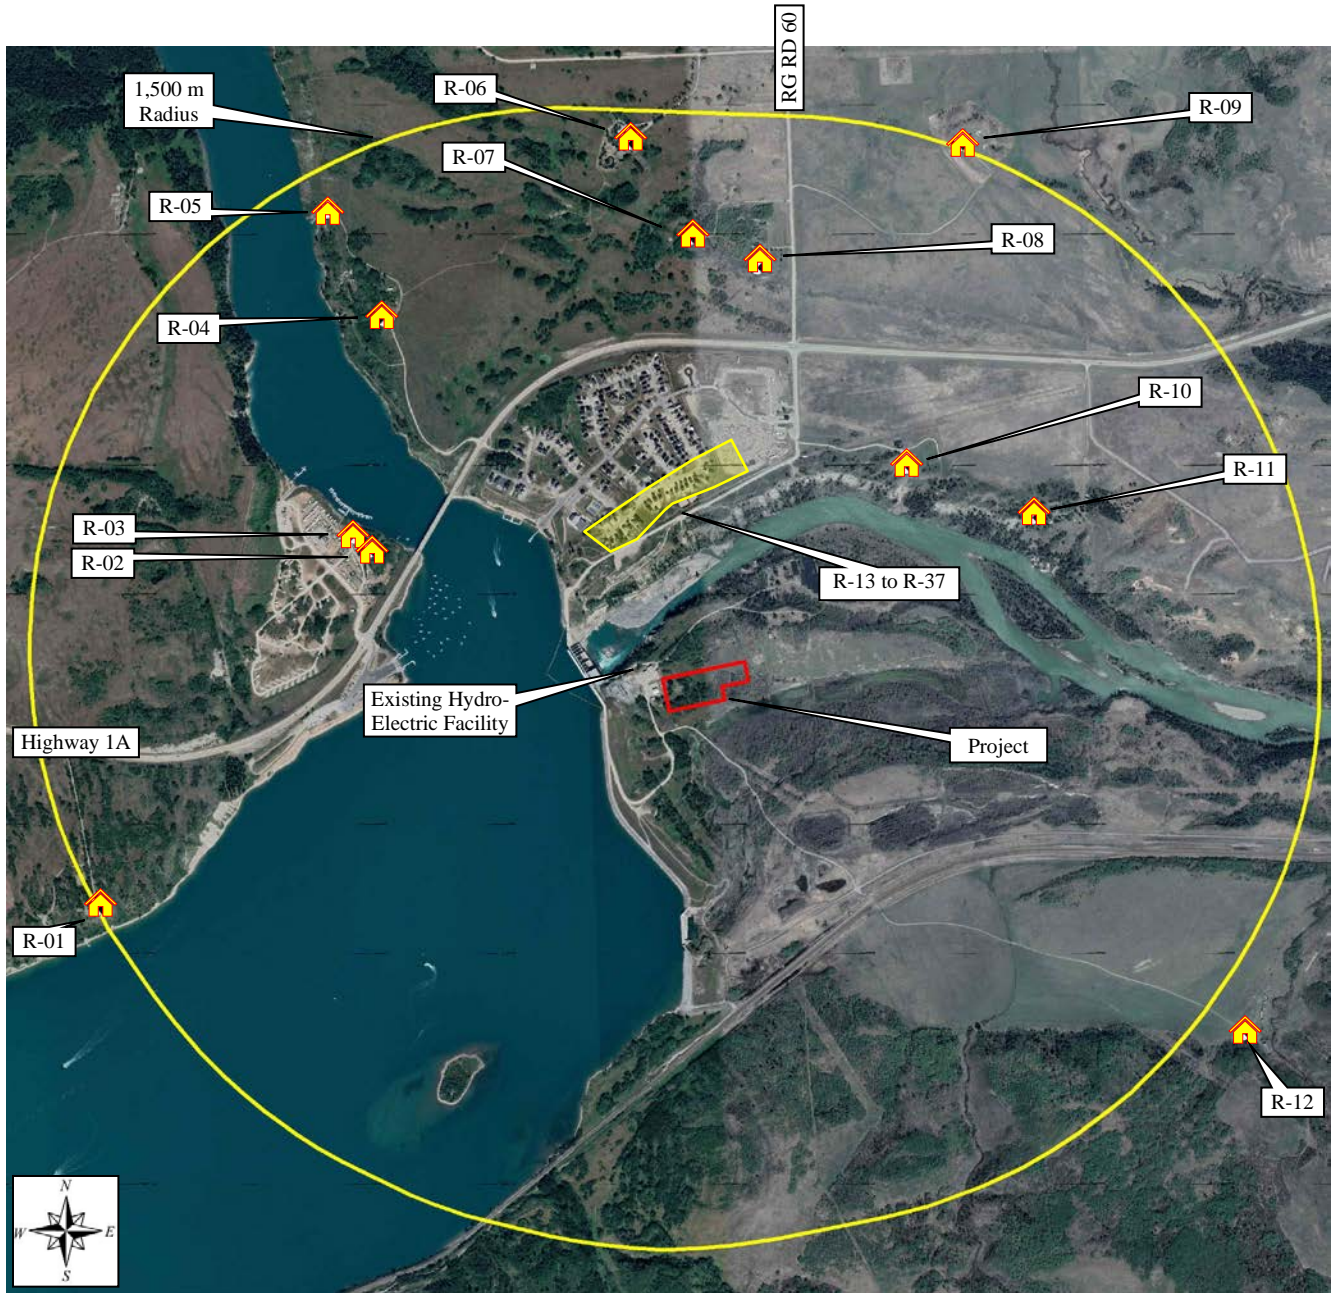 RG RD 60
1,500 m
Radius
R-06
R-09
R-07
R-05
R-08
R-04
R-10
R-11
R-03
R-02
R-13 to R-37
Existing Hydro-
Electric Facility
Project
Highway 1A
R-01
R-12
N
W
E
S